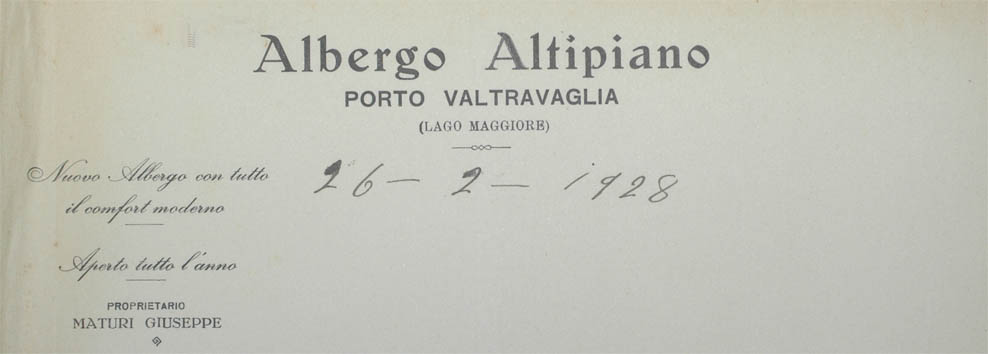 Albergo Altipiano
PORTO VALTRAVAGLIA
(LAGO MAGGIORE)
Nuovo Albergo con tutto
il comfort moderno
26 - 2 - 1928
Aperto tutto l'anno
PROPRIETARIO
MATURI GIUSEPPE